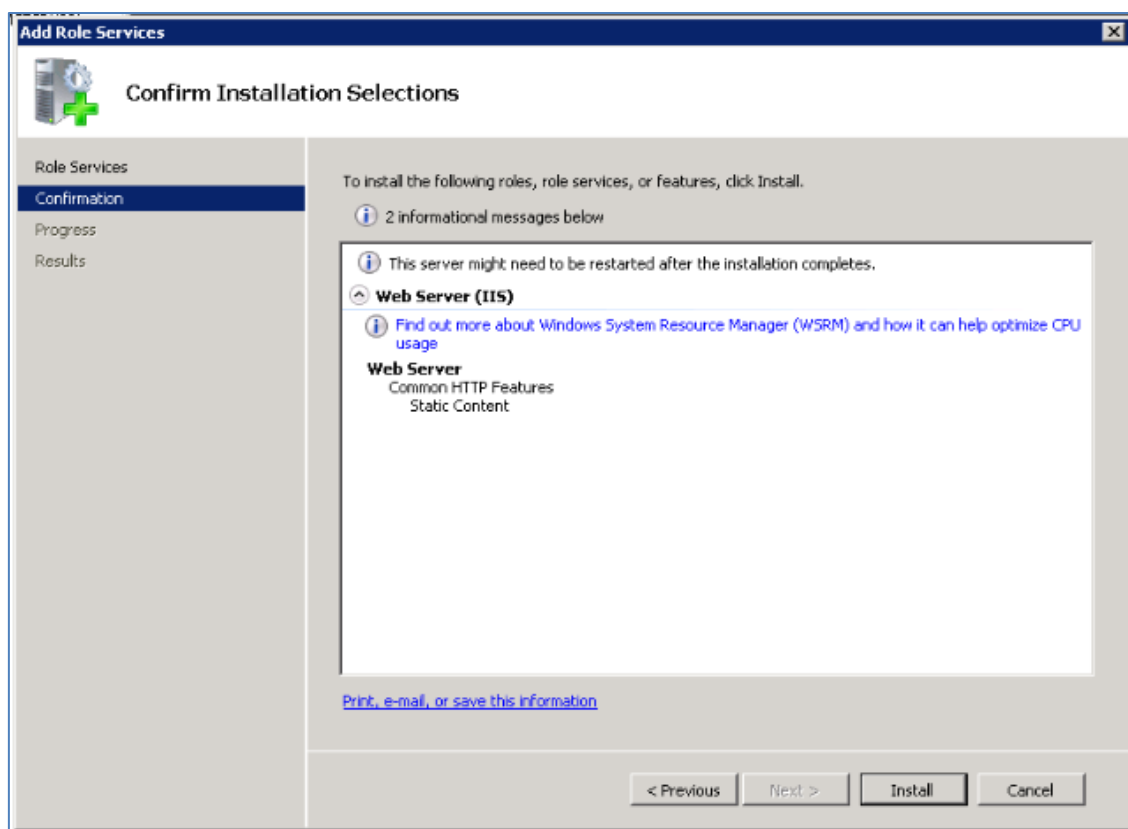 Add Role Services
Confirm Installation Selections
Role Services
Confirmation
Progress
Results
To install the following roles, role services, or features, click Install.
2 informational messages below
This server might need to be restarted after the installation completes.
Web Server (IIS)
Find out more about Windows System Resource Manager (WSRM) and how it can help optimize CPU
usage
Web Server
Common HTTP Features
Static Content
Print, e-mail, or save this information
< Previous
Next >
Install
Cancel